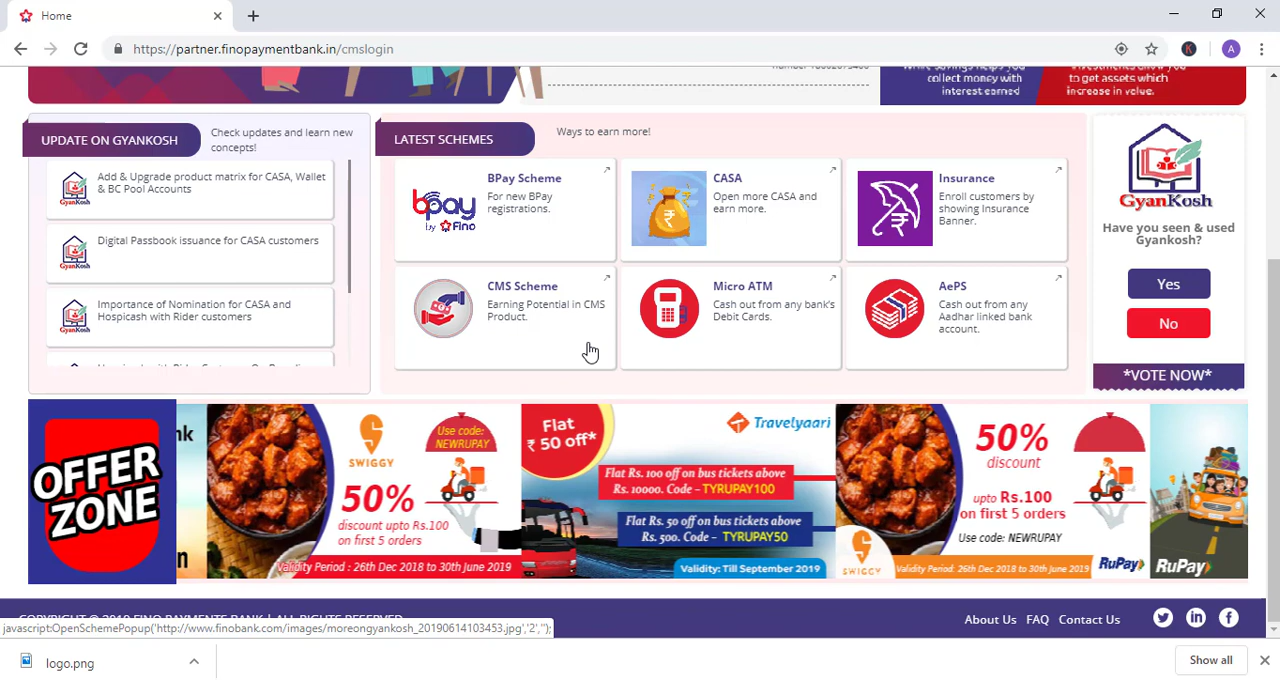 Home
https://partner.finopaymentbank.in/cmslogin
K
A
collect money with
interest earned
to get assets which
increase in value.
UPDATE ON GYANKOSH
Check updates and learn new
concepts!
GyanKosh
Add & Upgrade product matrix for CASA, Wallet
& BC Pool Accounts
GyanKosh
Digital Passbook issuance for CASA customers
GyanKosh
Importance of Nomination for CASA and
Hospicash with Rider customers
LATEST SCHEMES
Ways to earn more!
bpay
by Fino
BPay Scheme
For new BPay
registrations.
CASA
Open more CASA and
earn more.
Insurance
Enroll customers by
showing Insurance
Banner.
CMS Scheme
Earning Potential in CMS
Product.
Micro ATM
Cash out from any bank's
Debit Cards.
AePS
Cash out from any
Aadhar linked bank
account.
GyanKosh
Have you seen & used
Gyankosh?
Yes
No
*VOTE NOW*
OFFER
ZONE
SWIGGY
Use code:
NEWRUPAY
50%
discount upto Rs.100
on first 5 orders
Validity Period : 26th Dec 2018 to 30th June 2019
Flat
₹ 50 off*
Travelyaari
Flat Rs. 100 off on bus tickets above
Rs. 10000. Code - TYRUPAY100
Flat Rs. 50 off on bus tickets above
Rs. 500. Code - TYRUPAY50
Validity: Till September 2019
50%
discount
upto Rs.100
on first 5 orders
Use code: NEWRUPAY
SWIGGY
Validity Period : 26th Dec 2018 to 30th June 2019
RuPay
RuPay
About Us FAQ Contact Us
javascript:OpenSchemePopup('http://www.finobank.com/images/moreongyankosh_20190614103453.jpg','2','');
logo.png
Show all